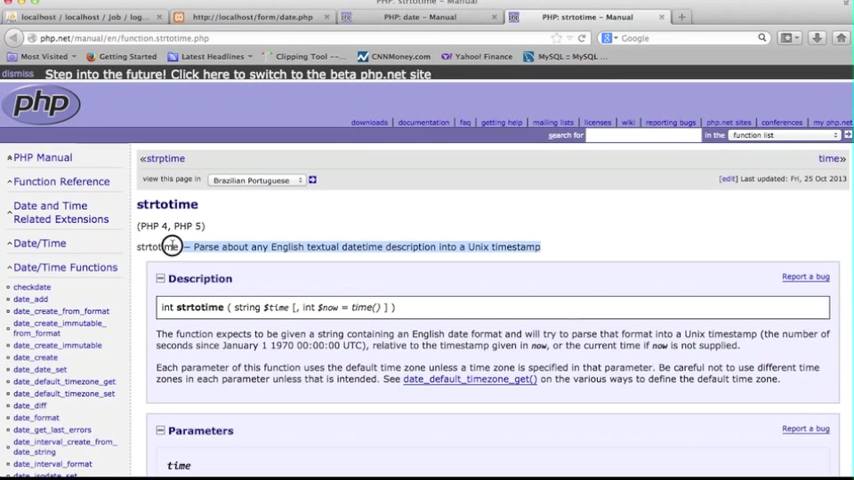 PHP: strtotime - Manual
localhost / localhost / job / log...
http://localhost/form/date.php
PHP: date - Manual
PHP: strtotime - Manual
php.net/manual/en/function.strtotime.php
Google
Most Visited
Getting Started
Latest Headlines
Clipping Tool --...
CNNMoney.com
Yahoo! Finance
MySQL :: MySQL...
dismiss Step into the future! Click here to switch to the beta php.net site
php
downloads | documentation | faq | getting help | mailing lists | licenses | wiki | reporting bugs | php.net sites | conferences | my php.net
search for in the function list
PHP Manual
Function Reference
Date and Time
Related Extensions
Date/Time
Date/Time Functions
checkdate
date_add
date_create_from_format
date_create_immutable_
from_format
date_create_immutable
date_create
date_date_set
date_default_timezone_get
date_default_timezone_set
date_diff
date_format
date_get_last_errors
date_interval_create_from_
date_string
date_interval_format
date_isodate_set
«strptime
time»
view this page in Brazilian Portuguese
[edit] Last updated: Fri, 25 Oct 2013
strtotime
(PHP 4, PHP 5)
strtotime — Parse about any English textual datetime description into a Unix timestamp
Description
Report a bug
int strtotime ( string $time [, int $now = time() ] )
The function expects to be given a string containing an English date format and will try to parse that format into a Unix timestamp (the number of
seconds since January 1 1970 00:00:00 UTC), relative to the timestamp given in now, or the current time if now is not supplied.
Each parameter of this function uses the default time zone unless a time zone is specified in that parameter. Be careful not to use different time
zones in each parameter unless that is intended. See date_default_timezone_get() on the various ways to define the default time zone.
Parameters
Report a bug
time